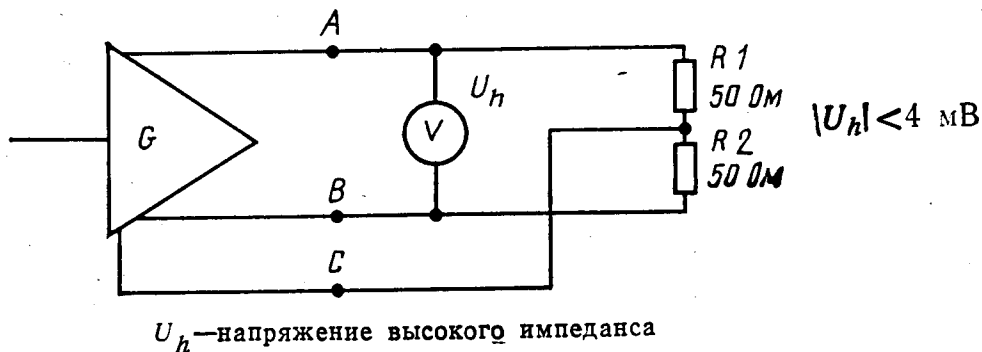 A
U_h
R 1
50 Ом
|U_h|<4 мВ
G
V
R 2
50 Ом
B
C
U_h—напряжение высокого импеданса